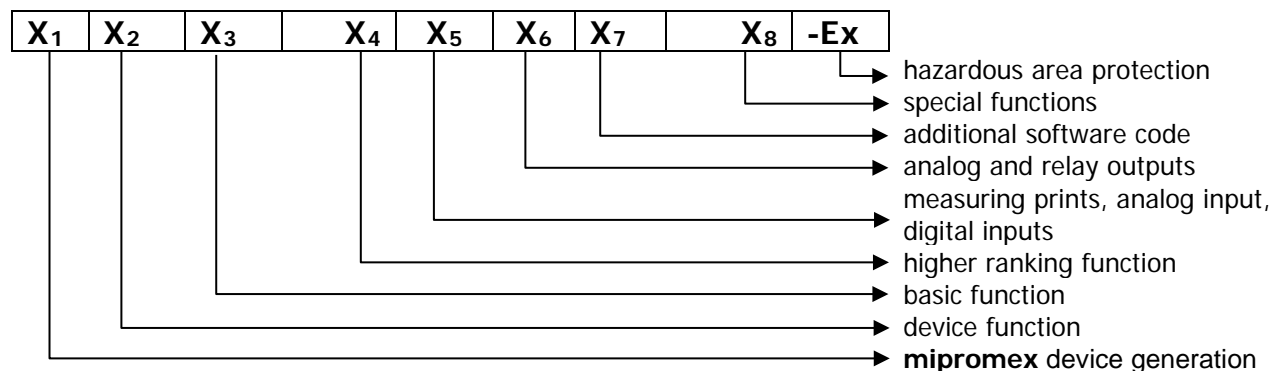 X1 X2 X3 X4 X5 X6 X7 X8 -Ex
hazardous area protection
special functions
additional software code
analog and relay outputs
measuring prints, analog input,
digital inputs
higher ranking function
basic function
device function
mipromex device generation